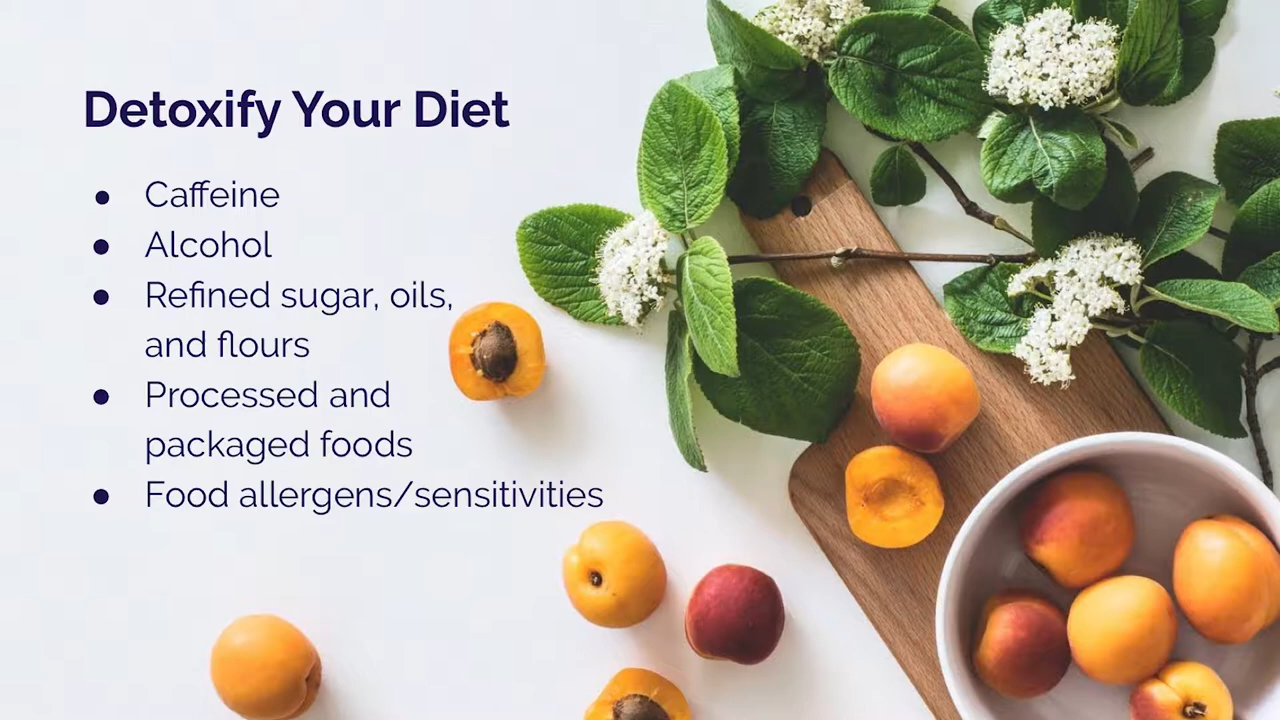 Detoxify Your Diet
● Caffeine
● Alcohol
● Refined sugar, oils,
and flours
● Processed and
packaged foods
● Food allergens/sensitivities